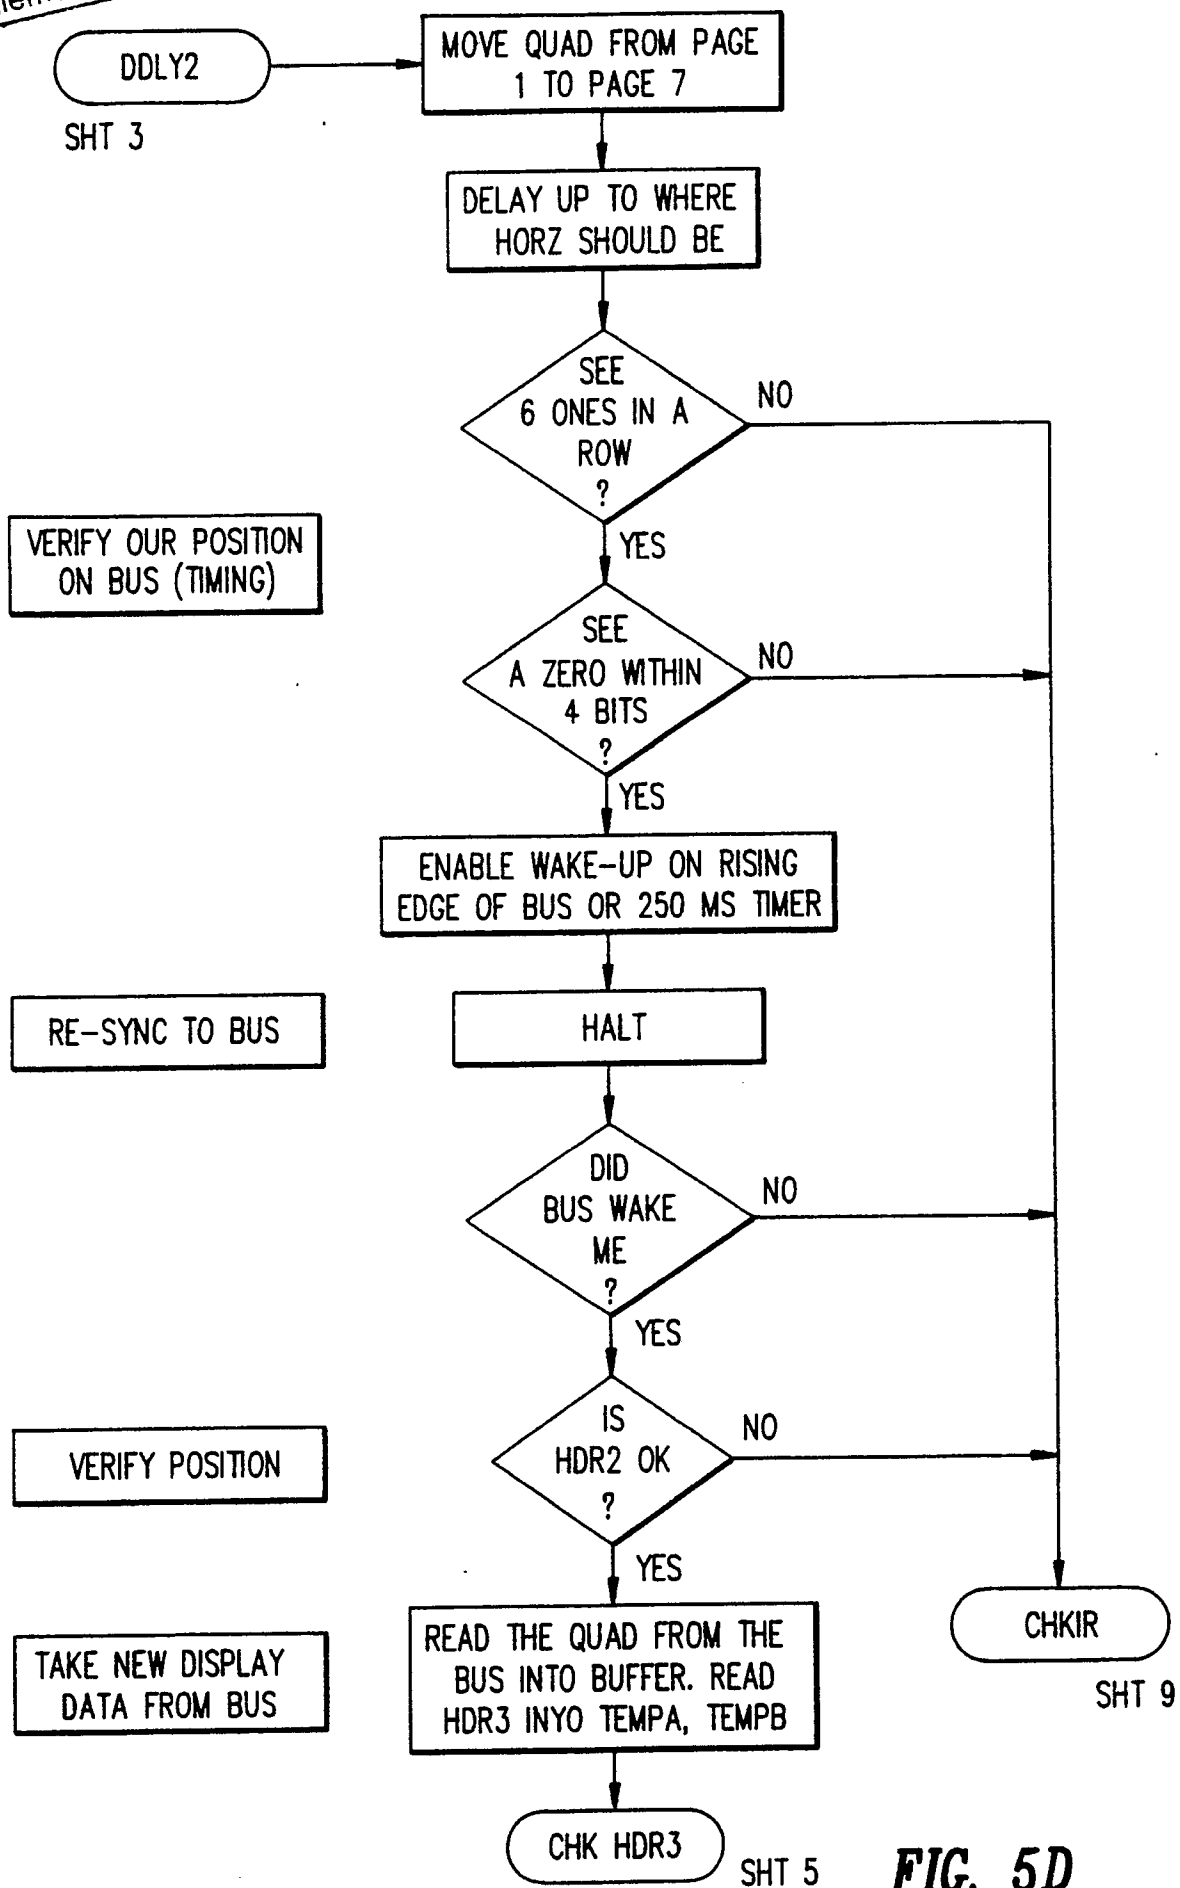 DDLY2
SHT 3
MOVE QUAD FROM PAGE
1 TO PAGE 7
DELAY UP TO WHERE
HORZ SHOULD BE
SEE
6 ONES IN A
ROW
?
NO
YES
VERIFY OUR POSITION
ON BUS (TIMING)
SEE
A ZERO WITHIN
4 BITS
?
NO
YES
ENABLE WAKE-UP ON RISING
EDGE OF BUS OR 250 MS TIMER
RE-SYNC TO BUS
HALT
DID
BUS WAKE
ME
?
NO
YES
VERIFY POSITION
IS
HDR2 OK
?
NO
YES
TAKE NEW DISPLAY
DATA FROM BUS
READ THE QUAD FROM THE
BUS INTO BUFFER. READ
HDR3 INYO TEMPA, TEMPB
CHKIR
SHT 9
CHK HDR3
SHT 5
FIG. 5D